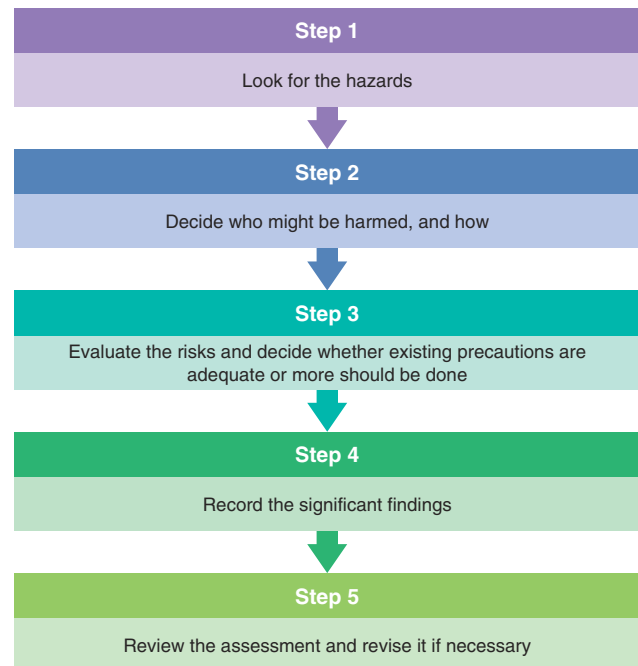 Step 1
Look for the hazards
Step 2
Decide who might be harmed, and how
Step 3
Evaluate the risks and decide whether existing precautions are
adequate or more should be done
Step 4
Record the significant findings
Step 5
Review the assessment and revise it if necessary